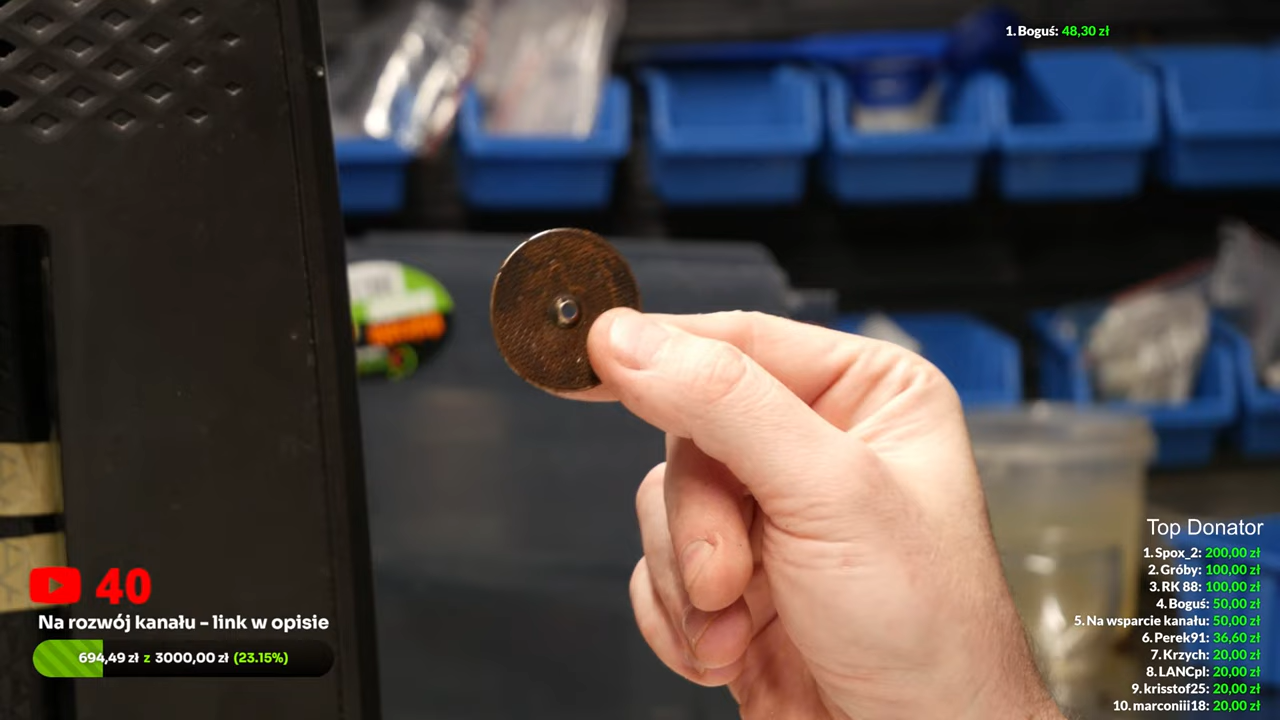 1. Boguś: 48,30 zł
40
Na rozwój kanału – link w opisie
694,49 zł z 3000,00 zł (23.15%)
Top Donator
1. Spox_2: 200,00 zł
2. Gróby: 100,00 zł
3. RK 88: 100,00 zł
4. Boguś: 50,00 zł
5. Na wsparcie kanału: 50,00 zł
6. Perek91: 36,60 zł
7. Krzych: 20,00 zł
8. LANCpl: 20,00 zł
9. krisstof25: 20,00 zł
10. marconiii18: 20,00 zł